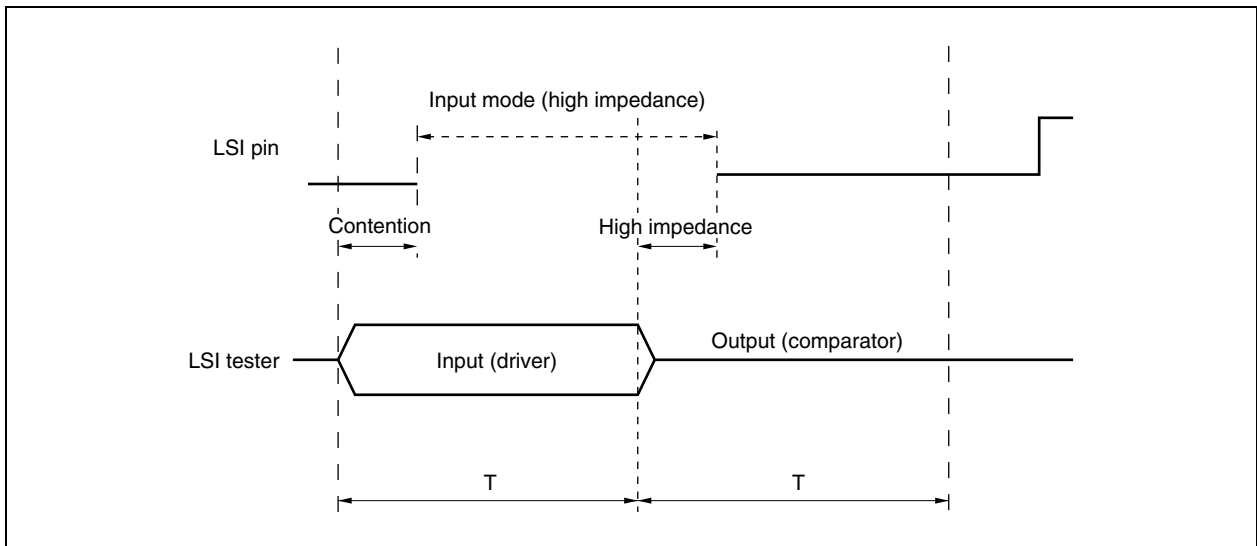 Input mode (high impedance)
LSI pin
Contention
High impedance
LSI tester
Input (driver)
Output (comparator)
T
T